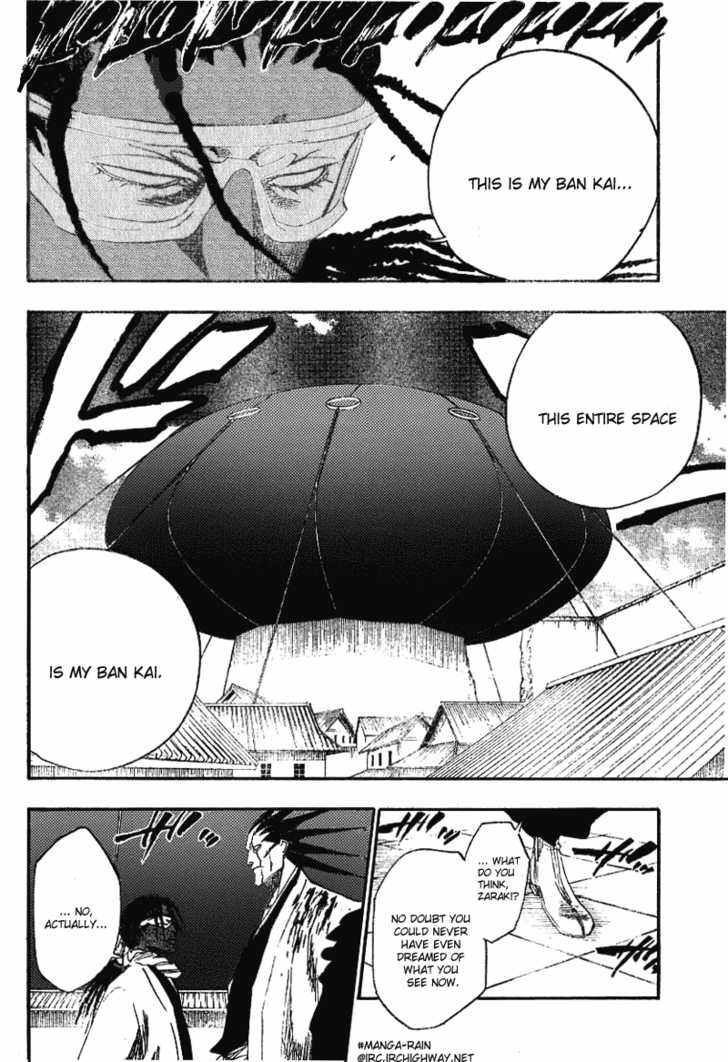 THIS IS MY BAN KAI...
THIS ENTIRE SPACE
IS MY BAN KAI.
... WHAT
DO YOU
THINK,
ZARAKI?
NO DOUBT YOU
COULD NEVER
HAVE EVEN
DREAMED OF
WHAT YOU
SEE NOW.
... NO,
ACTUALLY...
#MANGA-RAIN
@IRC.IRCHIGHWAY.NET